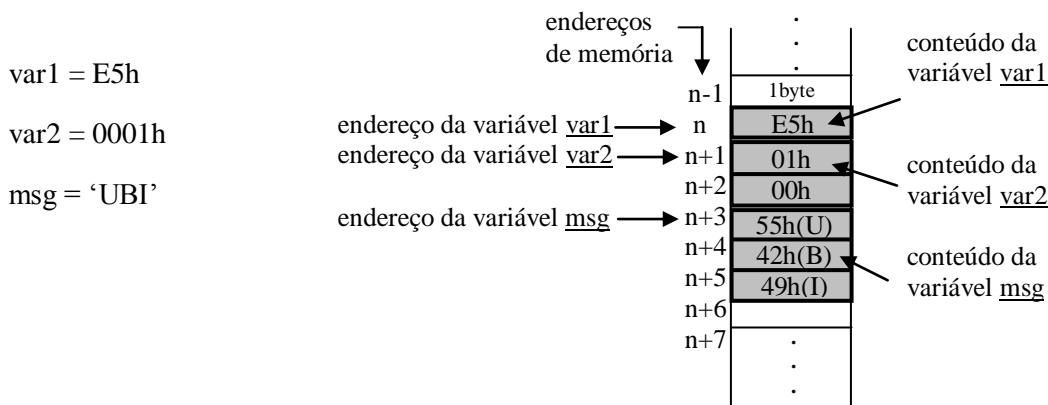 var1 = E5h
var2 = 0001h
msg = ‘UBI’
endereços
de memória
n-1
n
n+1
n+2
n+3
n+4
n+5
n+6
n+7
endereço da variável var1
endereço da variável var2
endereço da variável msg
1byte
E5h
01h
00h
55h(U)
42h(B)
49h(I)
conteúdo da
variável var1
conteúdo da
variável var2
conteúdo da
variável msg